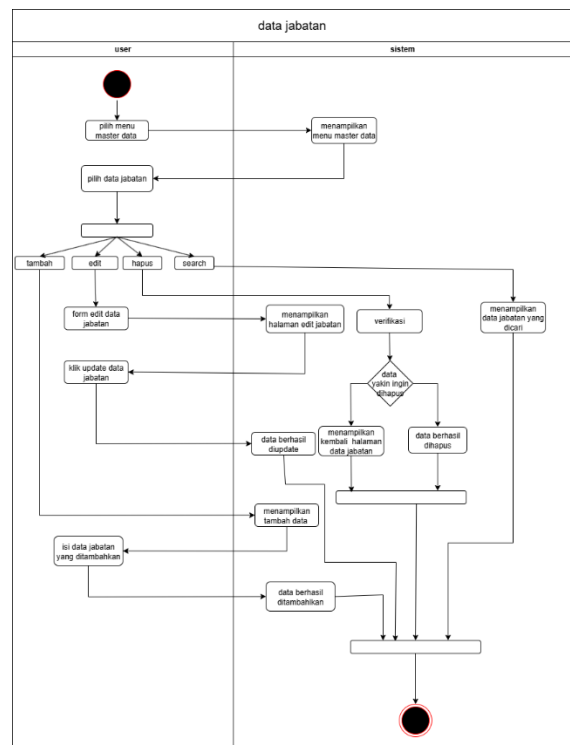 data jabatan
user
sistem
pilih menu
master data
menampilkan
menu master data
pilih data jabatan
tambah
edit
hapus
search
form edit data
jabatan
menampilkan
halaman edit jabatan
verifikasi
menampilkan
data jabatan yang
dicari
klik update data
jabatan
data
yakin ingin
dihapus
data berhasil
diupdate
menampilkan
kembali halaman
data jabatan
data berhasil
dihapus
menampilkan
tambah data
isi data jabatan
yang ditambahkan
data berhasil
ditambahikan